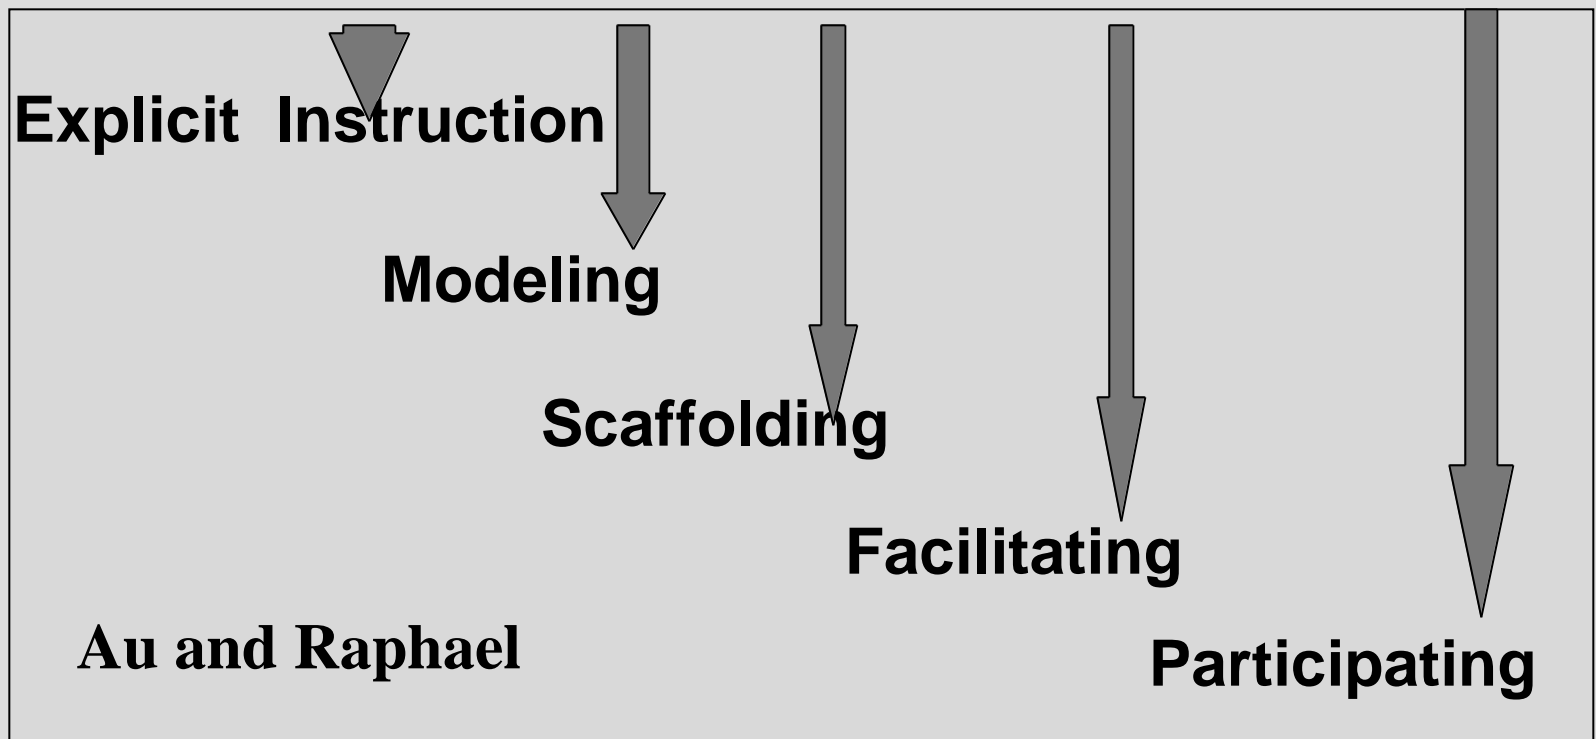 Explicit Instruction
Modeling
Scaffolding
Facilitating
Au and Raphael
Participating